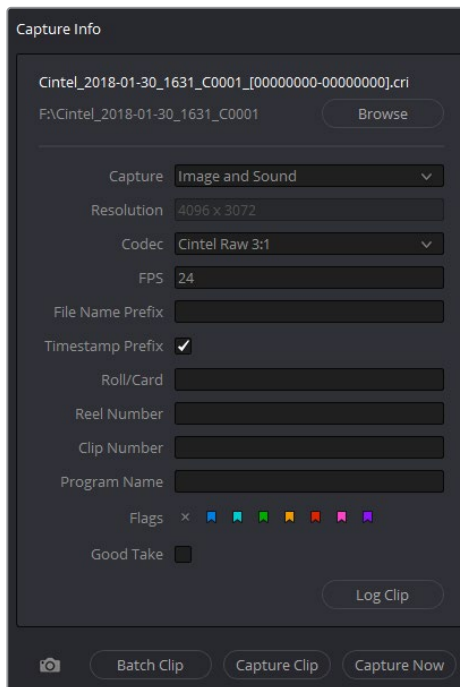 Capture Info
Cintel_2018-01-30_1631_C0001_[00000000-00000000].cri
F:\Cintel_2018-01-30_1631_C0001 Browse
Capture Image and Sound
Resolution 4096 x 3072
Codec Cintel Raw 3:1
FPS 24
File Name Prefix
Timestamp Prefix
Roll/Card
Reel Number
Clip Number
Program Name
Flags
Good Take
Log Clip
Batch Clip Capture Clip Capture Now